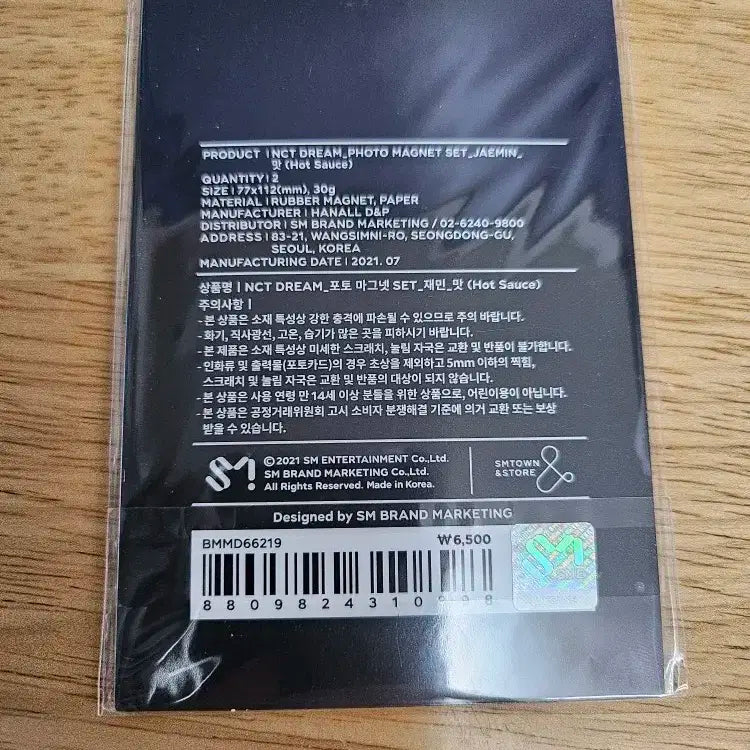 PRODUCT | NCT DREAM_PHOTO MAGNET SET_JAEMIN_
맛 (Hot Sauce)
QUANTITY | 2
SIZE | 77x112(mm), 30g
MATERIAL | RUBBER MAGNET, PAPER
MANUFACTURER | HANALL D&P
DISTRIBUTOR | SM BRAND MARKETING / 02-6240-9800
ADDRESS | 83-21, WANGSIMNI-RO, SEONGDONG-GU,
SEOUL, KOREA
MANUFACTURING DATE | 2021. 07
상품명 | NCT DREAM_포토 마그넷 SET_재민_맛 (Hot Sauce)
주의사항 |
- 본 상품은 소재 특성상 강한 충격에 파손될 수 있으므로 주의 바랍니다.
- 화기, 직사광선, 고온, 습기가 많은 곳을 피하시기 바랍니다.
- 본 제품은 소재 특성상 미세한 스크래치, 눌림 자국은 교환 및 반품이 불가합니다.
- 인화류 및 출력물(포토카드)의 경우 초상을 제외하고 5mm 이하의 찍힘,
스크래치 및 눌림 자국은 교환 및 반품의 대상이 되지 않습니다.
- 본 상품은 사용 연령 만 14세 이상 분들을 위한 상품으로, 어린이용이 아닙니다.
- 본 상품은 공정거래위원회 고시 소비자 분쟁해결 기준에 의거 교환 또는 보상
받을 수 있습니다.
SM!
©2021 SM ENTERTAINMENT Co.,Ltd.
SM BRAND MARKETING Co.,Ltd.
All Rights Reserved. Made in Korea.
SMTOWN
&STORE
Designed by SM BRAND MARKETING
BMMD66219 ₩6,500
8809824310898
SM